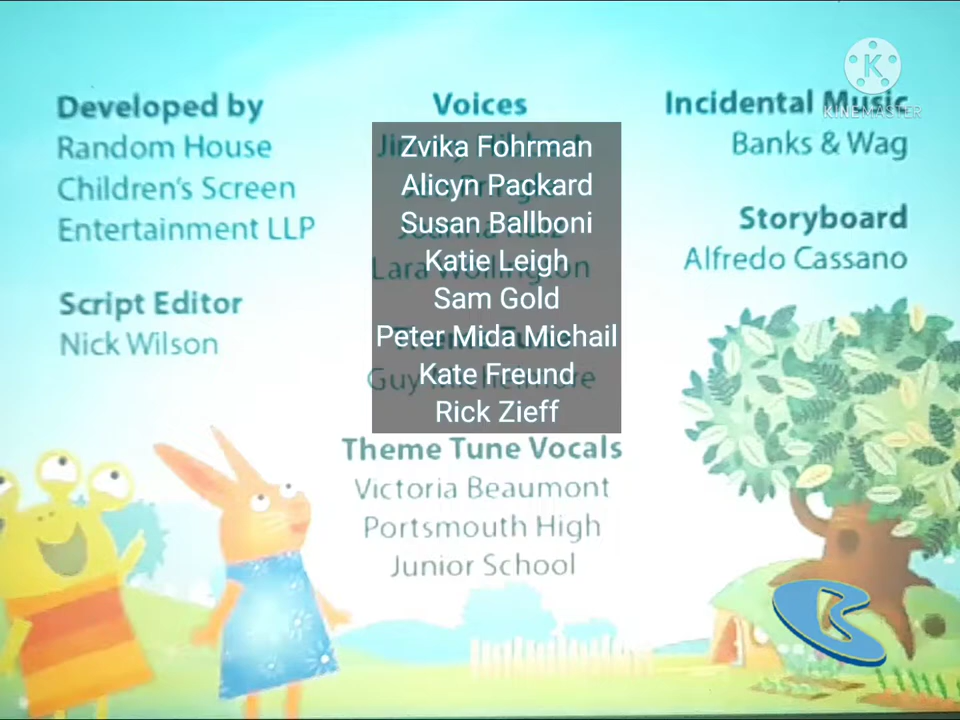 Developed by
Random House
Children's Screen
Entertainment LLP
Script Editor
Nick Wilson
Voices
Zvika Fohrman
Alicyn Packard
Susan Ballboni
Katie Leigh
Sam Gold
Peter Mida Michail
Kate Freund
Rick Zieff
Theme Tune Vocals
Victoria Beaumont
Portsmouth High
Junior School
Incidental Music
Banks & Wag
Storyboard
Alfredo Cassano
K
KINEMASTER